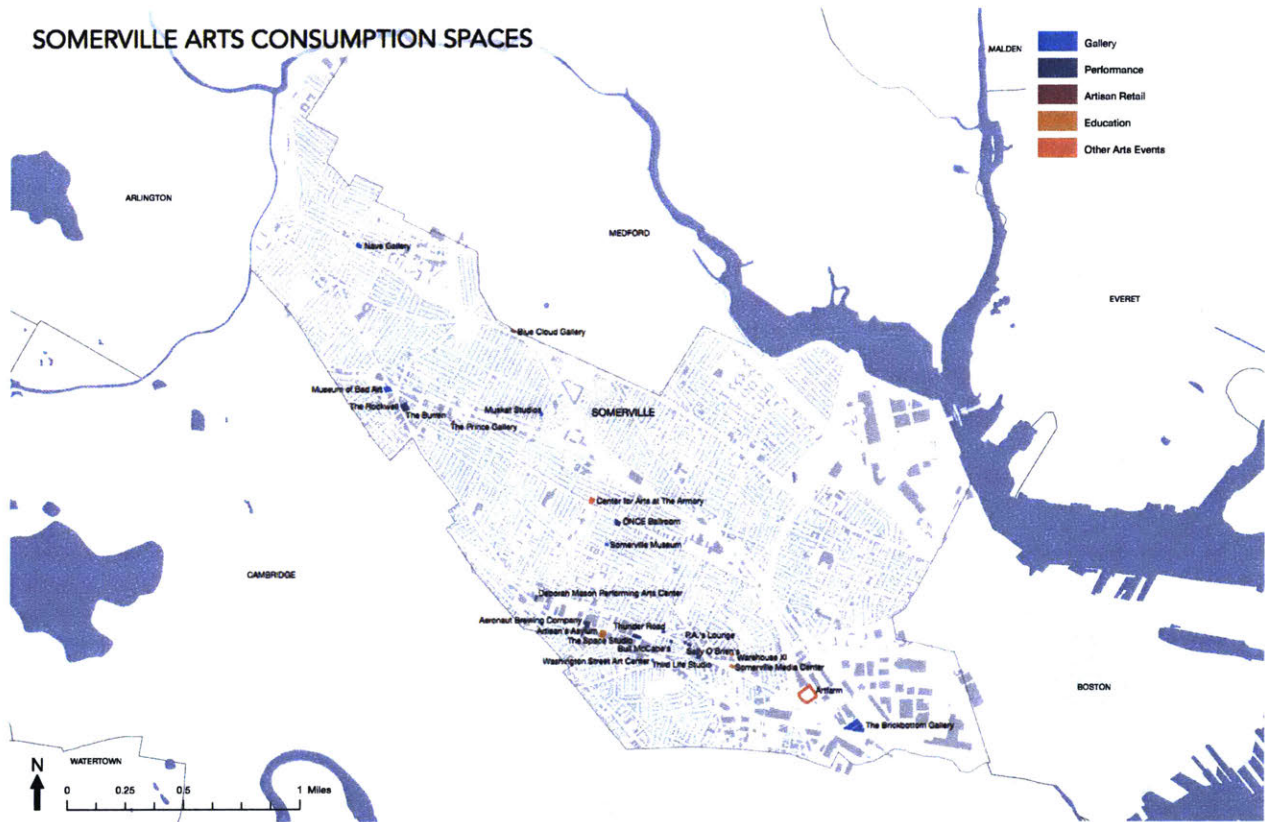 SOMERVILLE ARTS CONSUMPTION SPACES
MALDEN
Gallery
Performance
Artisan Retail
Education
Other Arts Events
ARLINGTON
MEDFORD
Nave Gallery
EVERET
Blue Cloud Gallery
Museum of Bad Art
The Rockwell
The Burren
Musket Studios
SOMERVILLE
The Prince Gallery
Center for Arts at The Armory
ONCE Ballroom
Somerville Museum
CAMBRIDGE
Deborah Mason Performing Arts Center
Aeronaut Brewing Company
Artisan's Asylum
Thunder Road
The Space Studio
P.A.'s Lounge
Bull McCabe's
Sally O'Brien's
Warehouse XI
Washington Street Art Center
Third Life Studio
Somerville Media Center
Artfarm
BOSTON
The Brickbottom Gallery
WATERTOWN
N
0 0.25 0.5 1 Miles